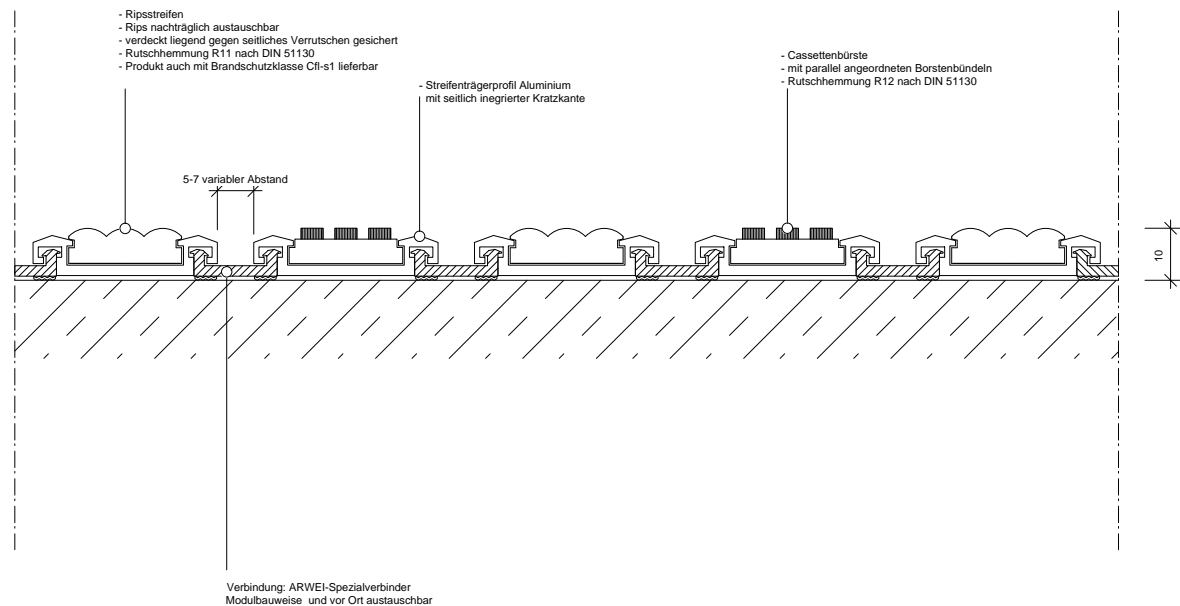 - Ripsstreifen
- Rips nachträglich austauschbar
- verdeckt liegend gegen seitliches Verrutschen gesichert
- Rutschhemmung R11 nach DIN 51130
- Produkt auch mit Brandschutzklasse Cfl-s1 lieferbar
- Streifenträgerprofil Aluminium
mit seitlich inegrierter Kratzkante
- Cassettenbürste
- mit parallel angeordneten Borstenbündeln
- Rutschhemmung R12 nach DIN 51130
5-7 variabler Abstand
10
Verbindung: ARWEI-Spezialverbinder
Modulbauweise und vor Ort austauschbar